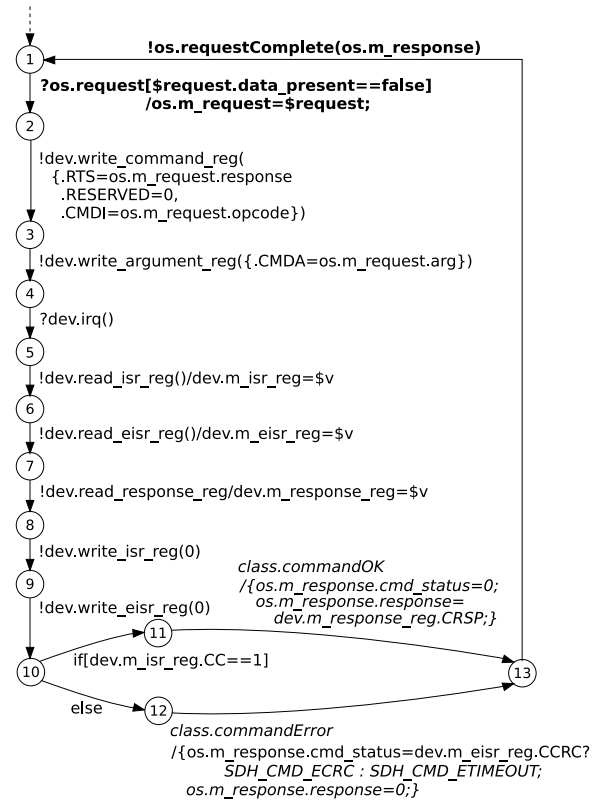 !os.requestComplete(os.m_response)
1
?os.request[$request.data_present==false]
/os.m_request=$request;
2
!dev.write_command_reg(
{.RTS=os.m_request.response
.RESERVED=0,
.CMDI=os.m_request.opcode})
3
!dev.write_argument_reg({.CMDA=os.m_request.arg})
4
?dev.irq()
5
!dev.read_isr_reg()/dev.m_isr_reg=$v
6
!dev.read_eisr_reg()/dev.m_eisr_reg=$v
7
!dev.read_response_reg/dev.m_response_reg=$v
8
!dev.write_isr_reg(0)
9
!dev.write_eisr_reg(0)
class.commandOK
/{os.m_response.cmd_status=0;
os.m_response.response=
dev.m_response_reg.CRSP;}
11
if[dev.m_isr_reg.CC==1]
10
13
else
12
class.commandError
/{os.m_response.cmd_status=dev.m_eisr_reg.CCRC?
SDH_CMD_ECRC : SDH_CMD_ETIMEOUT;
os.m_response.response=0;}